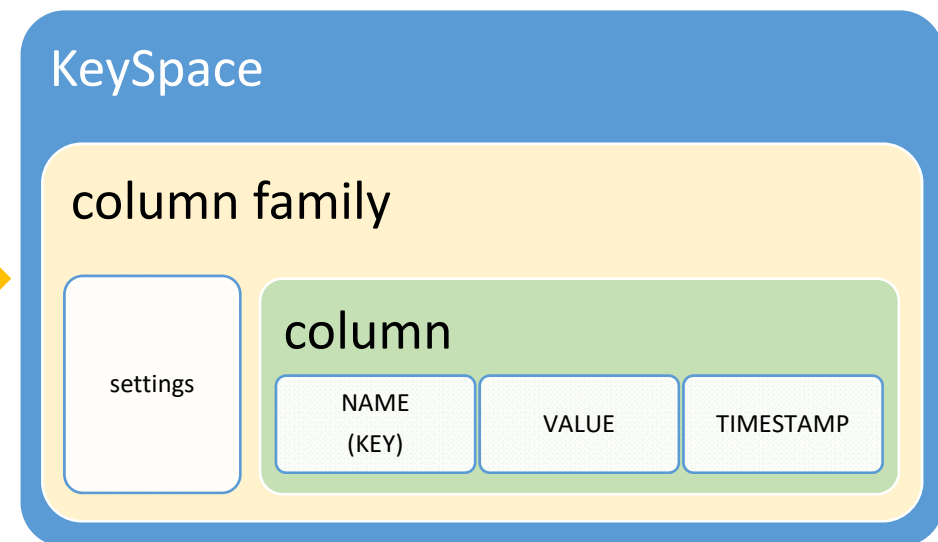 KeySpace
column family
settings
column
NAME
(KEY)
VALUE
TIMESTAMP